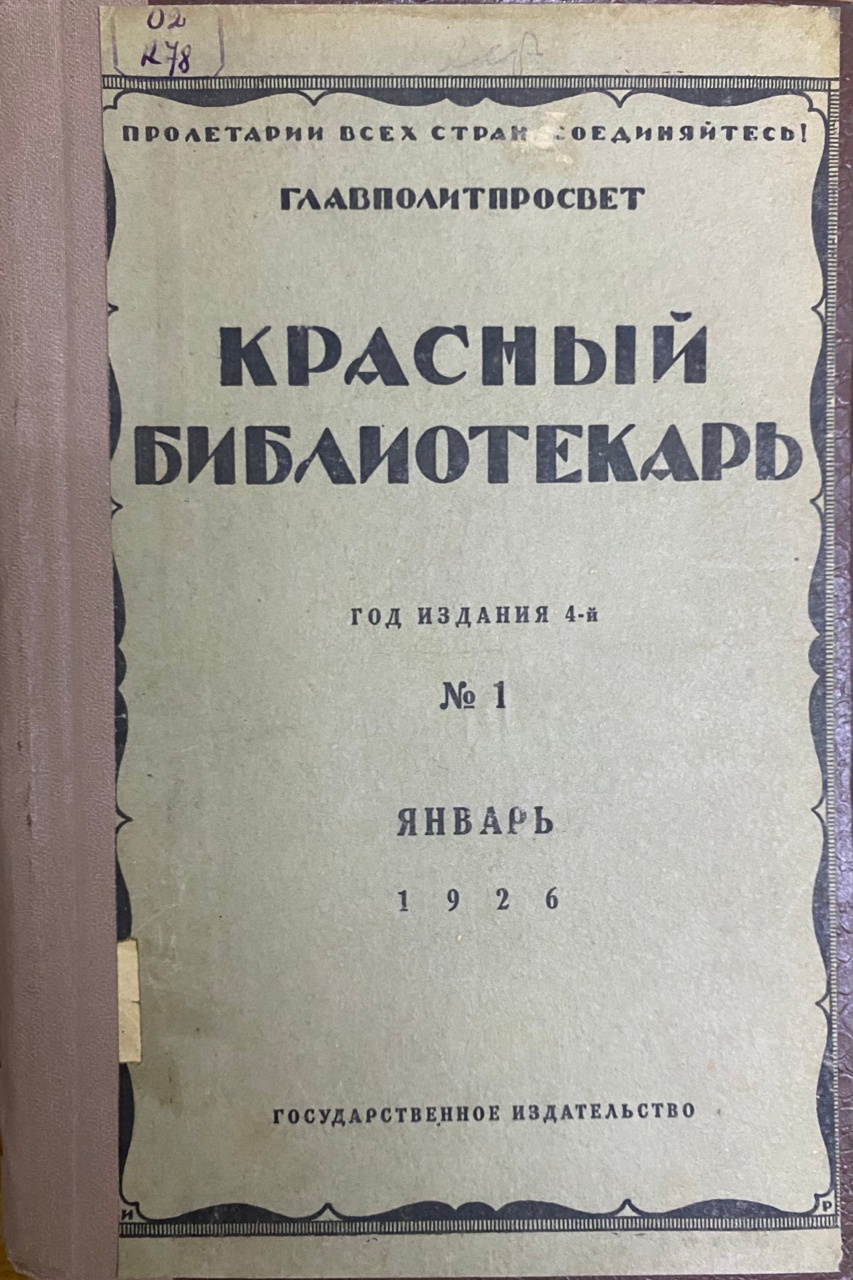 02
К78
ПРОЛЕТАРИИ ВСЕХ СТРАН СОЕДИНЯЙТЕСЬ!
ГЛАВПОЛИТПРОСВЕТ
КРАСНЫЙ
БИБЛИОТЕКАРЬ
ГОД ИЗДАНИЯ 4-й
№ 1
ЯНВАРЬ
1926
ГОСУДАРСТВЕННОЕ ИЗДАТЕЛЬСТВО
И Р